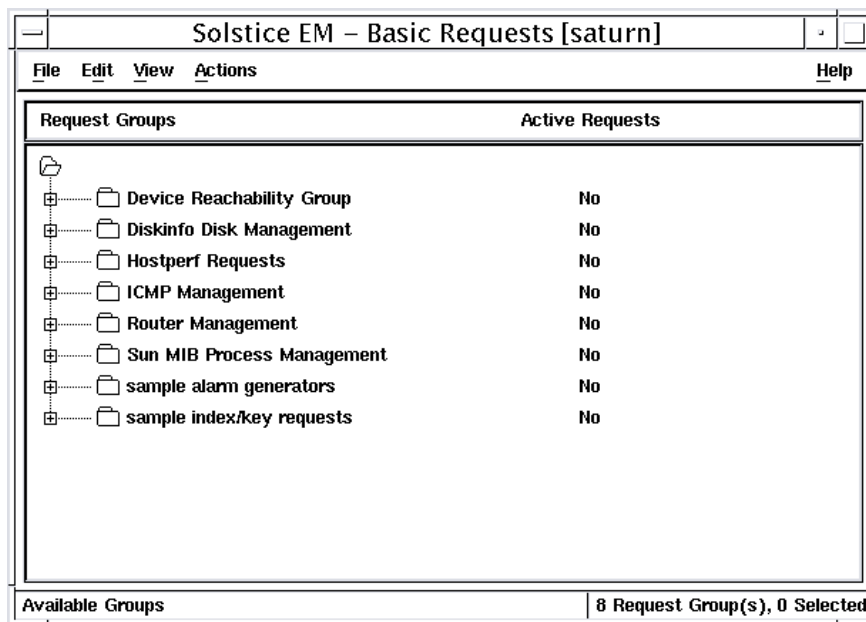 Solstice EM – Basic Requests [saturn]
File Edit View Actions Help
Request Groups Active Requests
Device Reachability Group No
Diskinfo Disk Management No
Hostperf Requests No
ICMP Management No
Router Management No
Sun MIB Process Management No
sample alarm generators No
sample index/key requests No
Available Groups 8 Request Group(s), 0 Selected